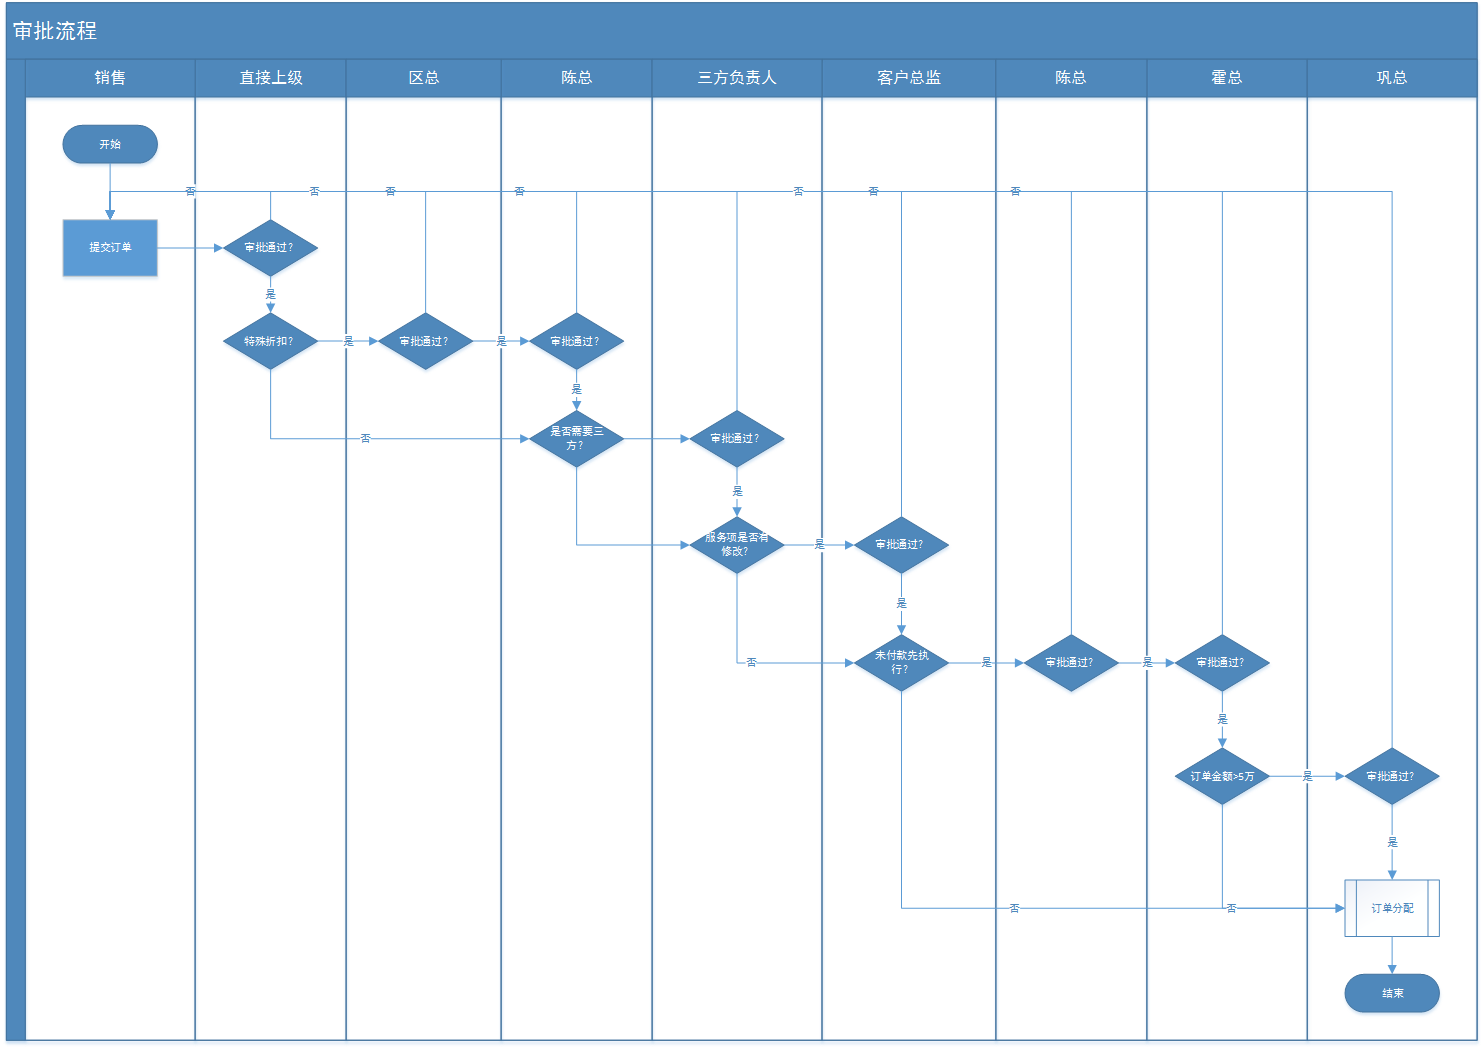 审批流程
销售
直接上级
区总
陈总
三方负责人
客户总监
陈总
霍总
巩总
开始
否
否
否
否
否
否
否
提交订单
审批通过?
是
特殊折扣?
是
审批通过?
是
审批通过?
是
否
是否需要三
方?
审批通过?
是
服务项是否有
修改?
是
审批通过?
是
否
未付款先执
行?
是
审批通过?
是
审批通过?
是
订单金额>5万
是
审批通过?
是
否
否
订单分配
结束